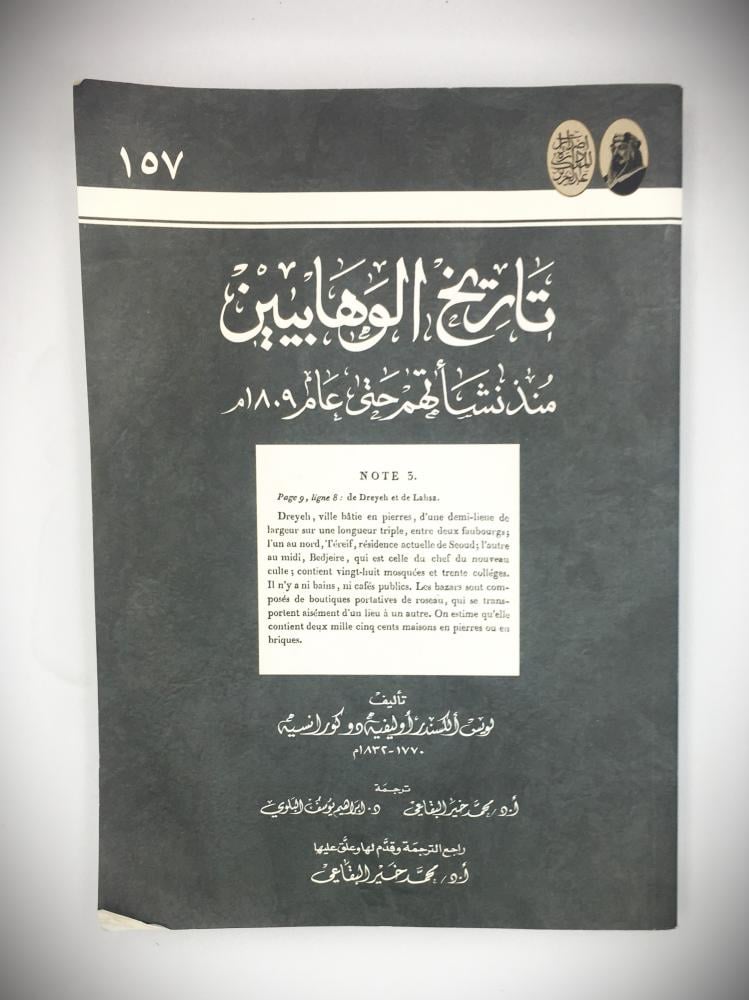 ١٥٧
تاريخ الوهابيين
منذ نشأتهم حتى عام ١٨٠٩م
NOTE 3.
Page 9, ligne 8 : de Dreyeh et de Lahsa.
Dreyeh, ville bâtie en pierres, d'une demi-liene de
largeur sur une longueur triple, entre deux faubourgs;
l'un au nord, Téreif, résidence actuelle de Seoud; l'autre
au midi, Bedjeire, qui est celle du chef du nouveau
culte; contient vingt-huit mosquées et trente colléges.
Il n'y a ni bains, ni cafés publics. Les bazars sont com-
posés de boutiques portatives de roseau, qui se trans-
portent aisément d'un lieu à un autre. On estime qu'elle
contient deux mille cinq cents maisons en pierres ou en
briques.
تأليف
لويس ألكسندر أوليفيه دو كورانسيه
١٧٧٠-١٨٣٢م
ترجمة
أ.د/ محمد خير البقاعي د. إبراهيم يوسف البلوي
راجع الترجمة وقدم لها وعلق عليها
أ.د/ محمد خير البقاعي